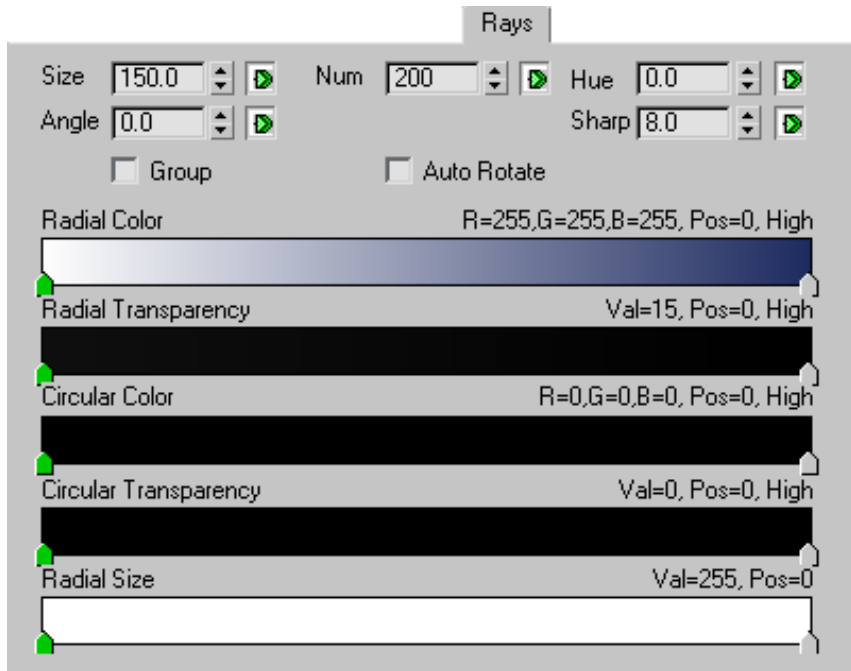 Rays
Size 150.0 Num 200 Hue 0.0
Angle 0.0 Sharp 8.0
Group Auto Rotate
Radial Color R=255,G=255,B=255, Pos=0, High
Radial Transparency Val=15, Pos=0, High
Circular Color R=0,G=0,B=0, Pos=0, High
Circular Transparency Val=0, Pos=0, High
Radial Size Val=255, Pos=0